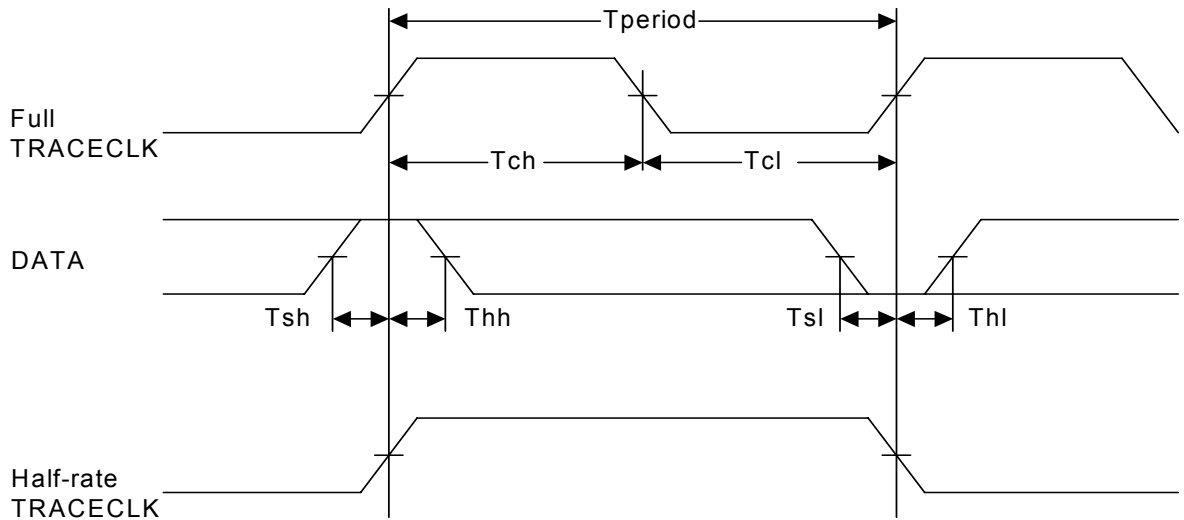 Tperiod
Full
TRACECLK
Tch
Tcl
DATA
Tsh
Thh
Tsl
Thl
Half-rate
TRACECLK